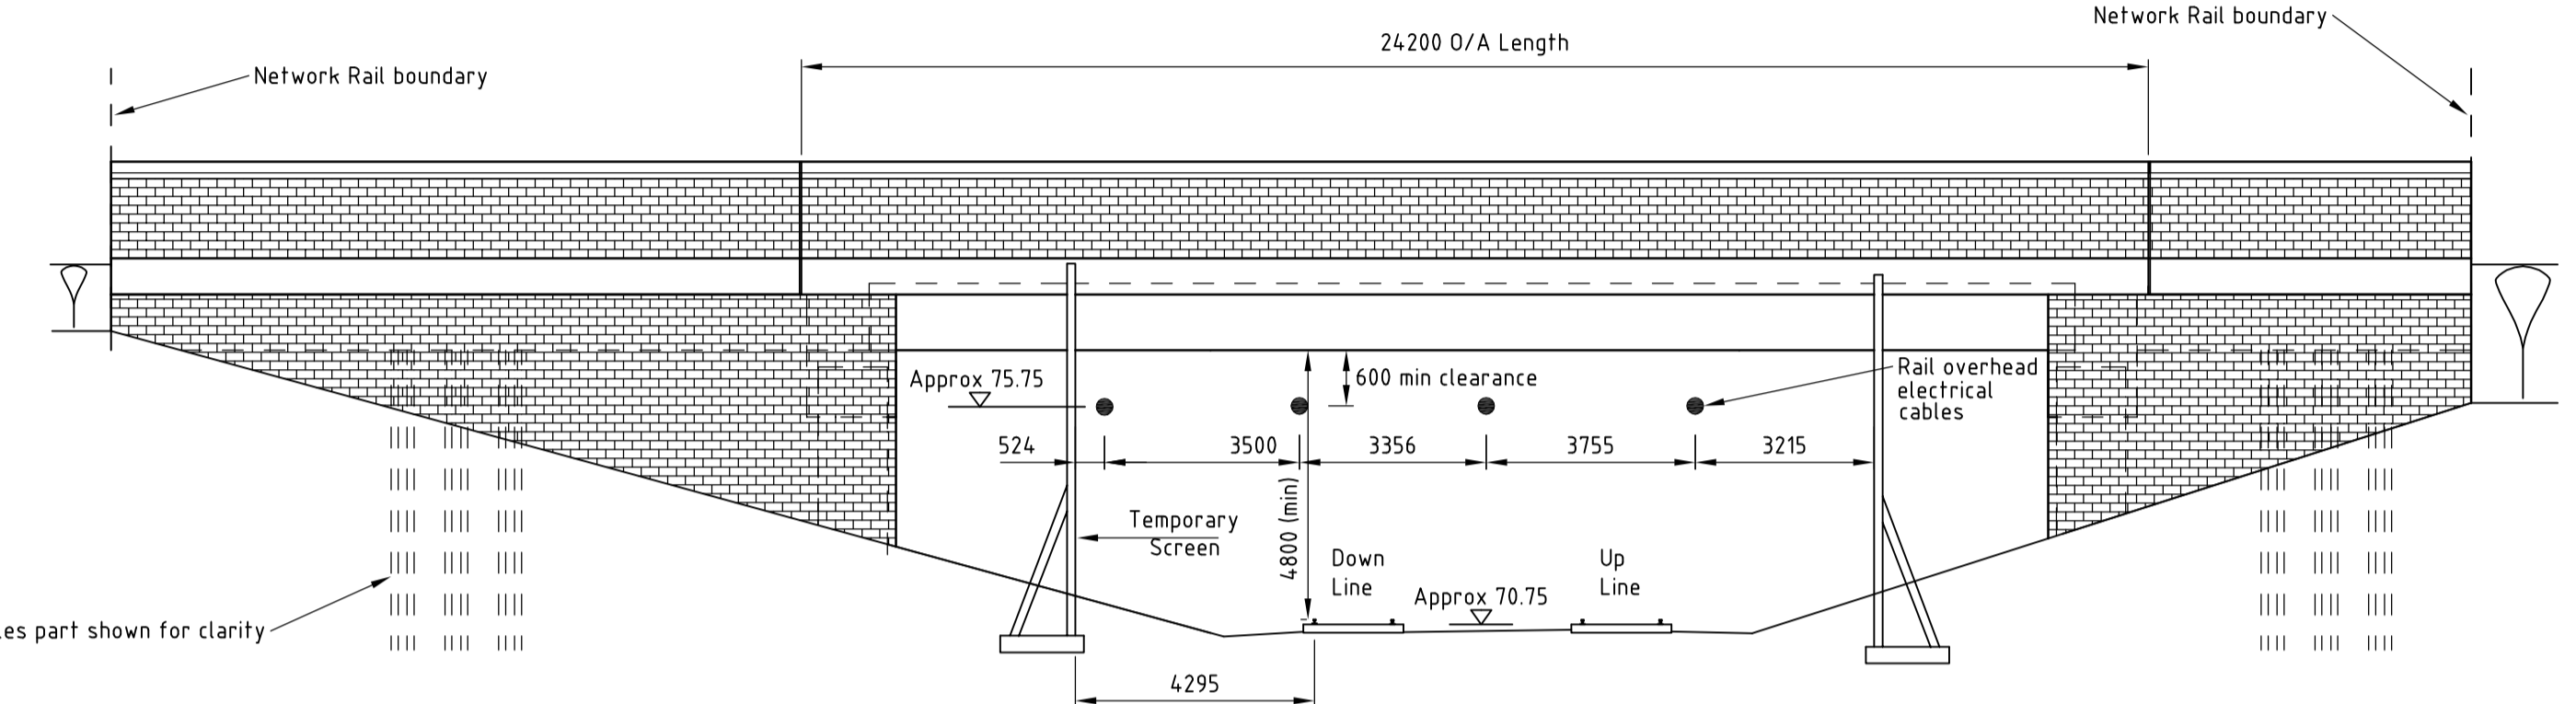 Network Rail boundary
24200 O/A Length
Network Rail boundary
Approx 75.75
600 min clearance
Rail overhead
electrical
cables
524
3500
3356
3755
3215
4800 (min)
Temporary
Screen
Down
Line
Up
Line
Approx 70.75
les part shown for clarity
4295